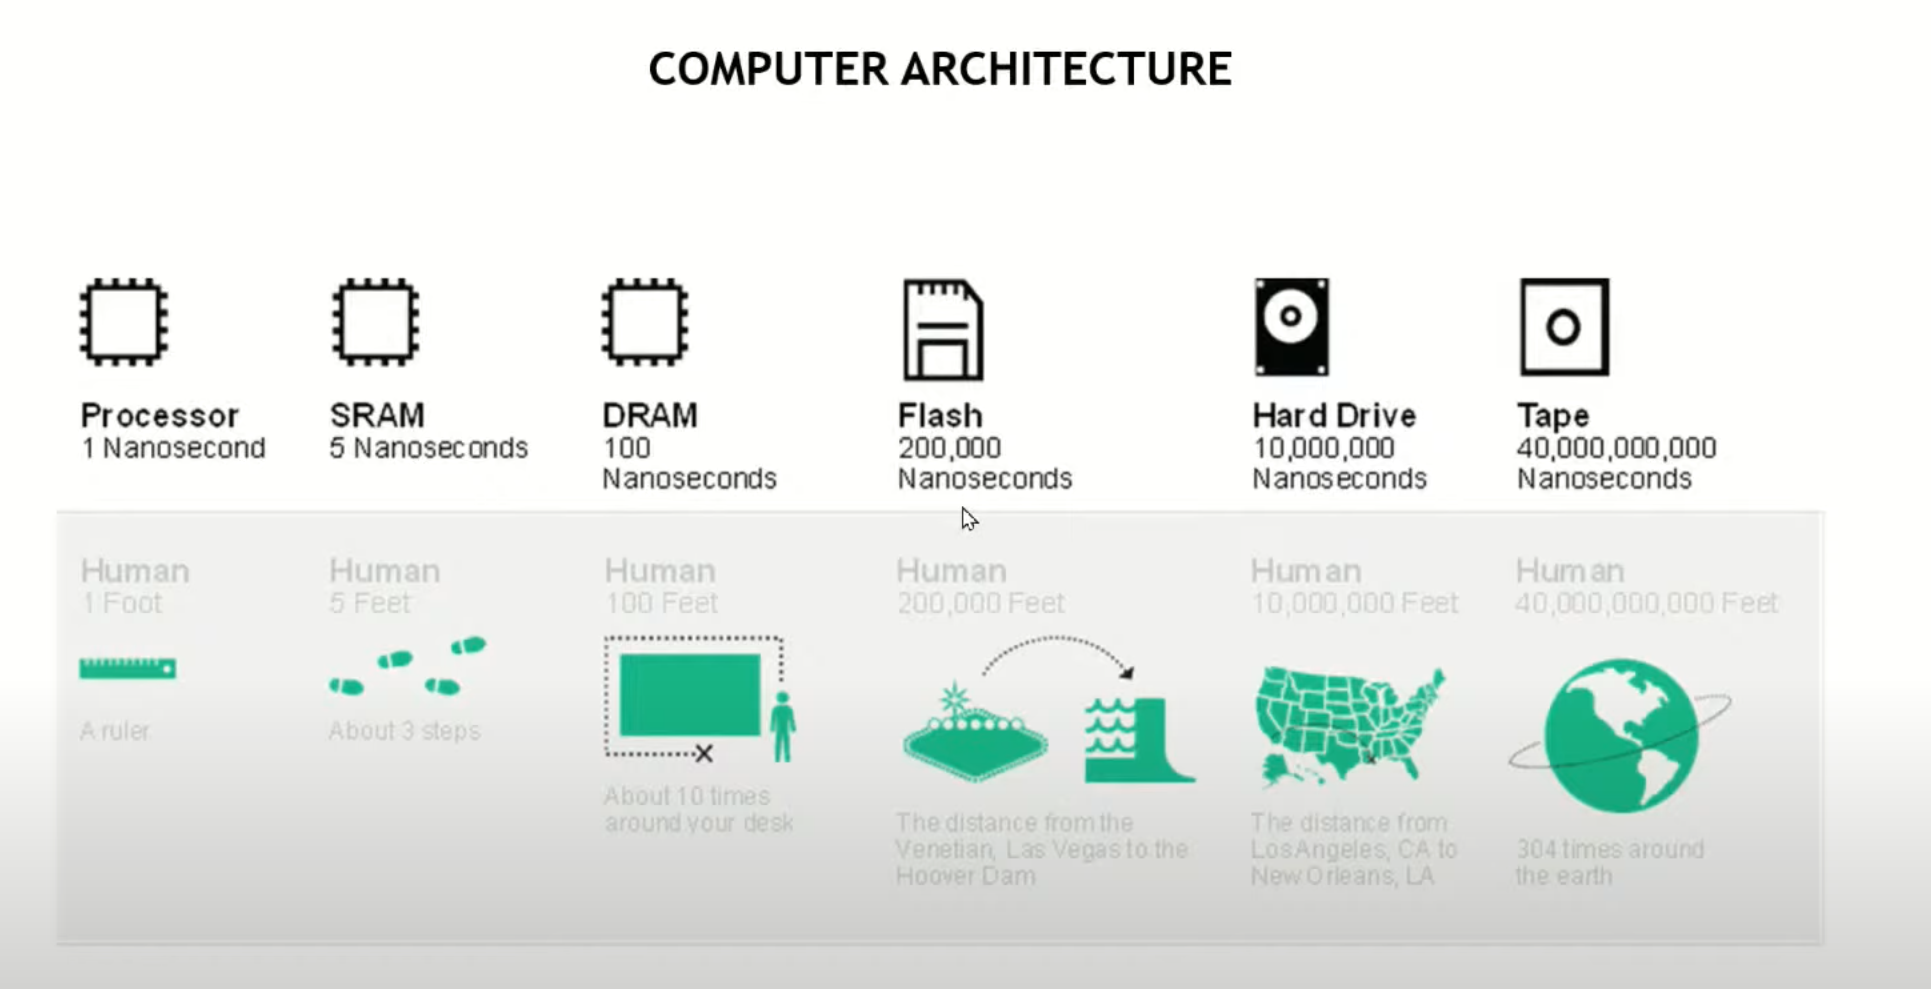 COMPUTER ARCHITECTURE
Processor
1 Nanosecond
SRAM
5 Nanoseconds
DRAM
100
Nanoseconds
Flash
200,000
Nanoseconds
Hard Drive
10,000,000
Nanoseconds
Tape
40,000,000,000
Nanoseconds
Human
1 Foot
A ruler
Human
5 Feet
About 3 steps
Human
100 Feet
About 10 times
around your desk
Human
200,000 Feet
The distance from the
Venetian, Las Vegas to the
Hoover Dam
Human
10,000,000 Feet
The distance from
Los Angeles, CA to
New Orleans, LA
Human
40,000,000,000 Feet
304 times around
the earth